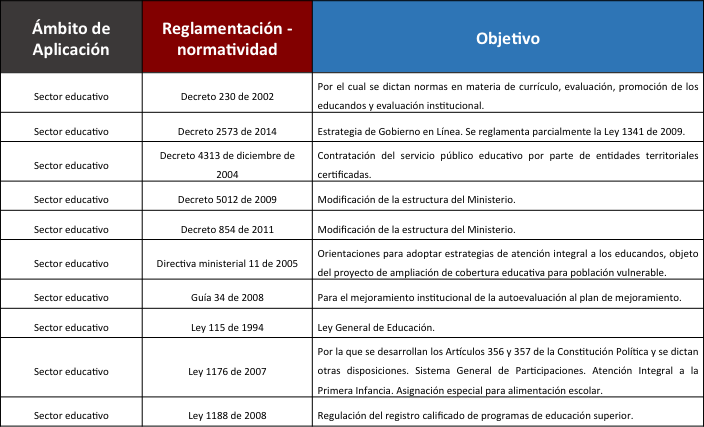 Ámbito de
Aplicación
Reglamentación -
normatividad
Objetivo
Sector educativo
Decreto 230 de 2002
Por el cual se dictan normas en materia de currículo, evaluación, promoción de los
educandos y evaluación institucional.
Sector educativo
Decreto 2573 de 2014
Estrategia de Gobierno en Línea. Se reglamenta parcialmente la Ley 1341 de 2009.
Sector educativo
Decreto 4313 de diciembre de
2004
Contratación del servicio público educativo por parte de entidades territoriales
certificadas.
Sector educativo
Decreto 5012 de 2009
Modificación de la estructura del Ministerio.
Sector educativo
Decreto 854 de 2011
Modificación de la estructura del Ministerio.
Sector educativo
Directiva ministerial 11 de 2005
Orientaciones para adoptar estrategias de atención integral a los educandos, objeto
del proyecto de ampliación de cobertura educativa para población vulnerable.
Sector educativo
Guía 34 de 2008
Para el mejoramiento institucional de la autoevaluación al plan de mejoramiento.
Sector educativo
Ley 115 de 1994
Ley General de Educación.
Sector educativo
Ley 1176 de 2007
Por la que se desarrollan los Artículos 356 y 357 de la Constitución Política y se dictan
otras disposiciones. Sistema General de Participaciones. Atención Integral a la
Primera Infancia. Asignación especial para alimentación escolar.
Sector educativo
Ley 1188 de 2008
Regulación del registro calificado de programas de educación superior.